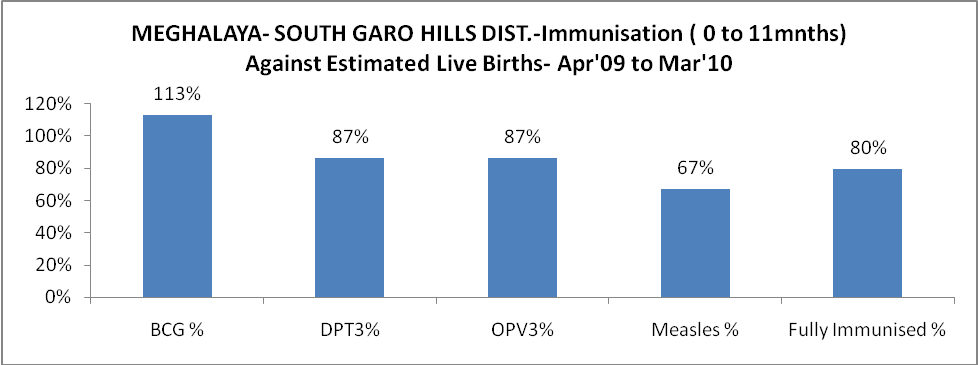 MEGHALAYA- SOUTH GARO HILLS DIST.-Immunisation ( 0 to 11mnths)
Against Estimated Live Births- Apr'09 to Mar'10
120%
100%
80%
60%
40%
20%
0%
113%
87%
87%
67%
80%
BCG %
DPT3%
OPV3%
Measles %
Fully Immunised %